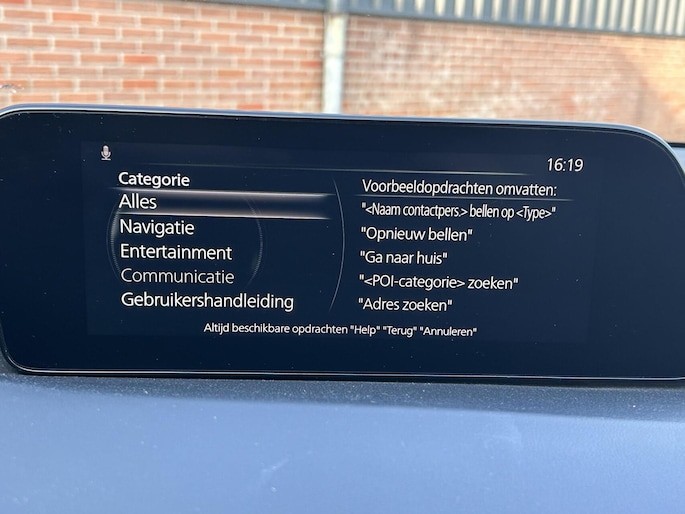 16:19
Categorie
Alles
Navigatie
Entertainment
Communicatie
Gebruikershandleiding
Voorbeeldopdrachten omvatten:
"<Naam contactpers.> bellen op <Type>"
"Opnieuw bellen"
"Ga naar huis"
"<POI-categorie> zoeken"
"Adres zoeken"
Altijd beschikbare opdrachten "Help" "Terug" "Annuleren"